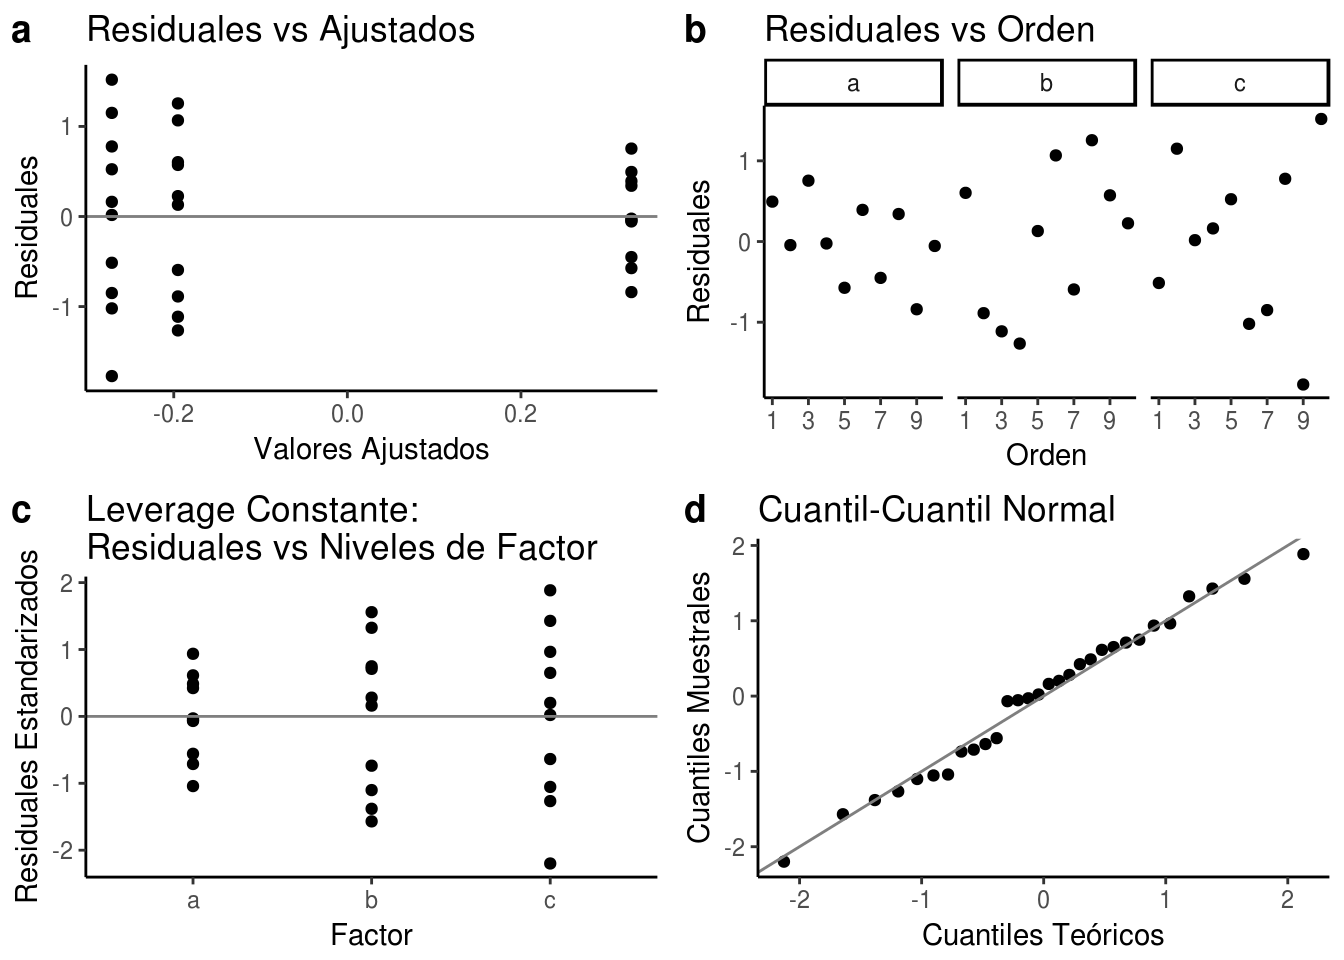 a
Residuales vs Ajustados
Residuales
1
0
-1
-0.2 0.0 0.2
Valores Ajustados
b
Residuales vs Orden
a b c
Residuales
1
0
-1
1 3 5 7 9 1 3 5 7 9 1 3 5 7 9
Orden
c
Leverage Constante:
Residuales vs Niveles de Factor
Residuales Estandarizados
2
1
0
-1
-2
a b c
Factor
d
Cuantil-Cuantil Normal
Cuantiles Muestrales
2
1
0
-1
-2
-2 -1 0 1 2
Cuantiles Teóricos